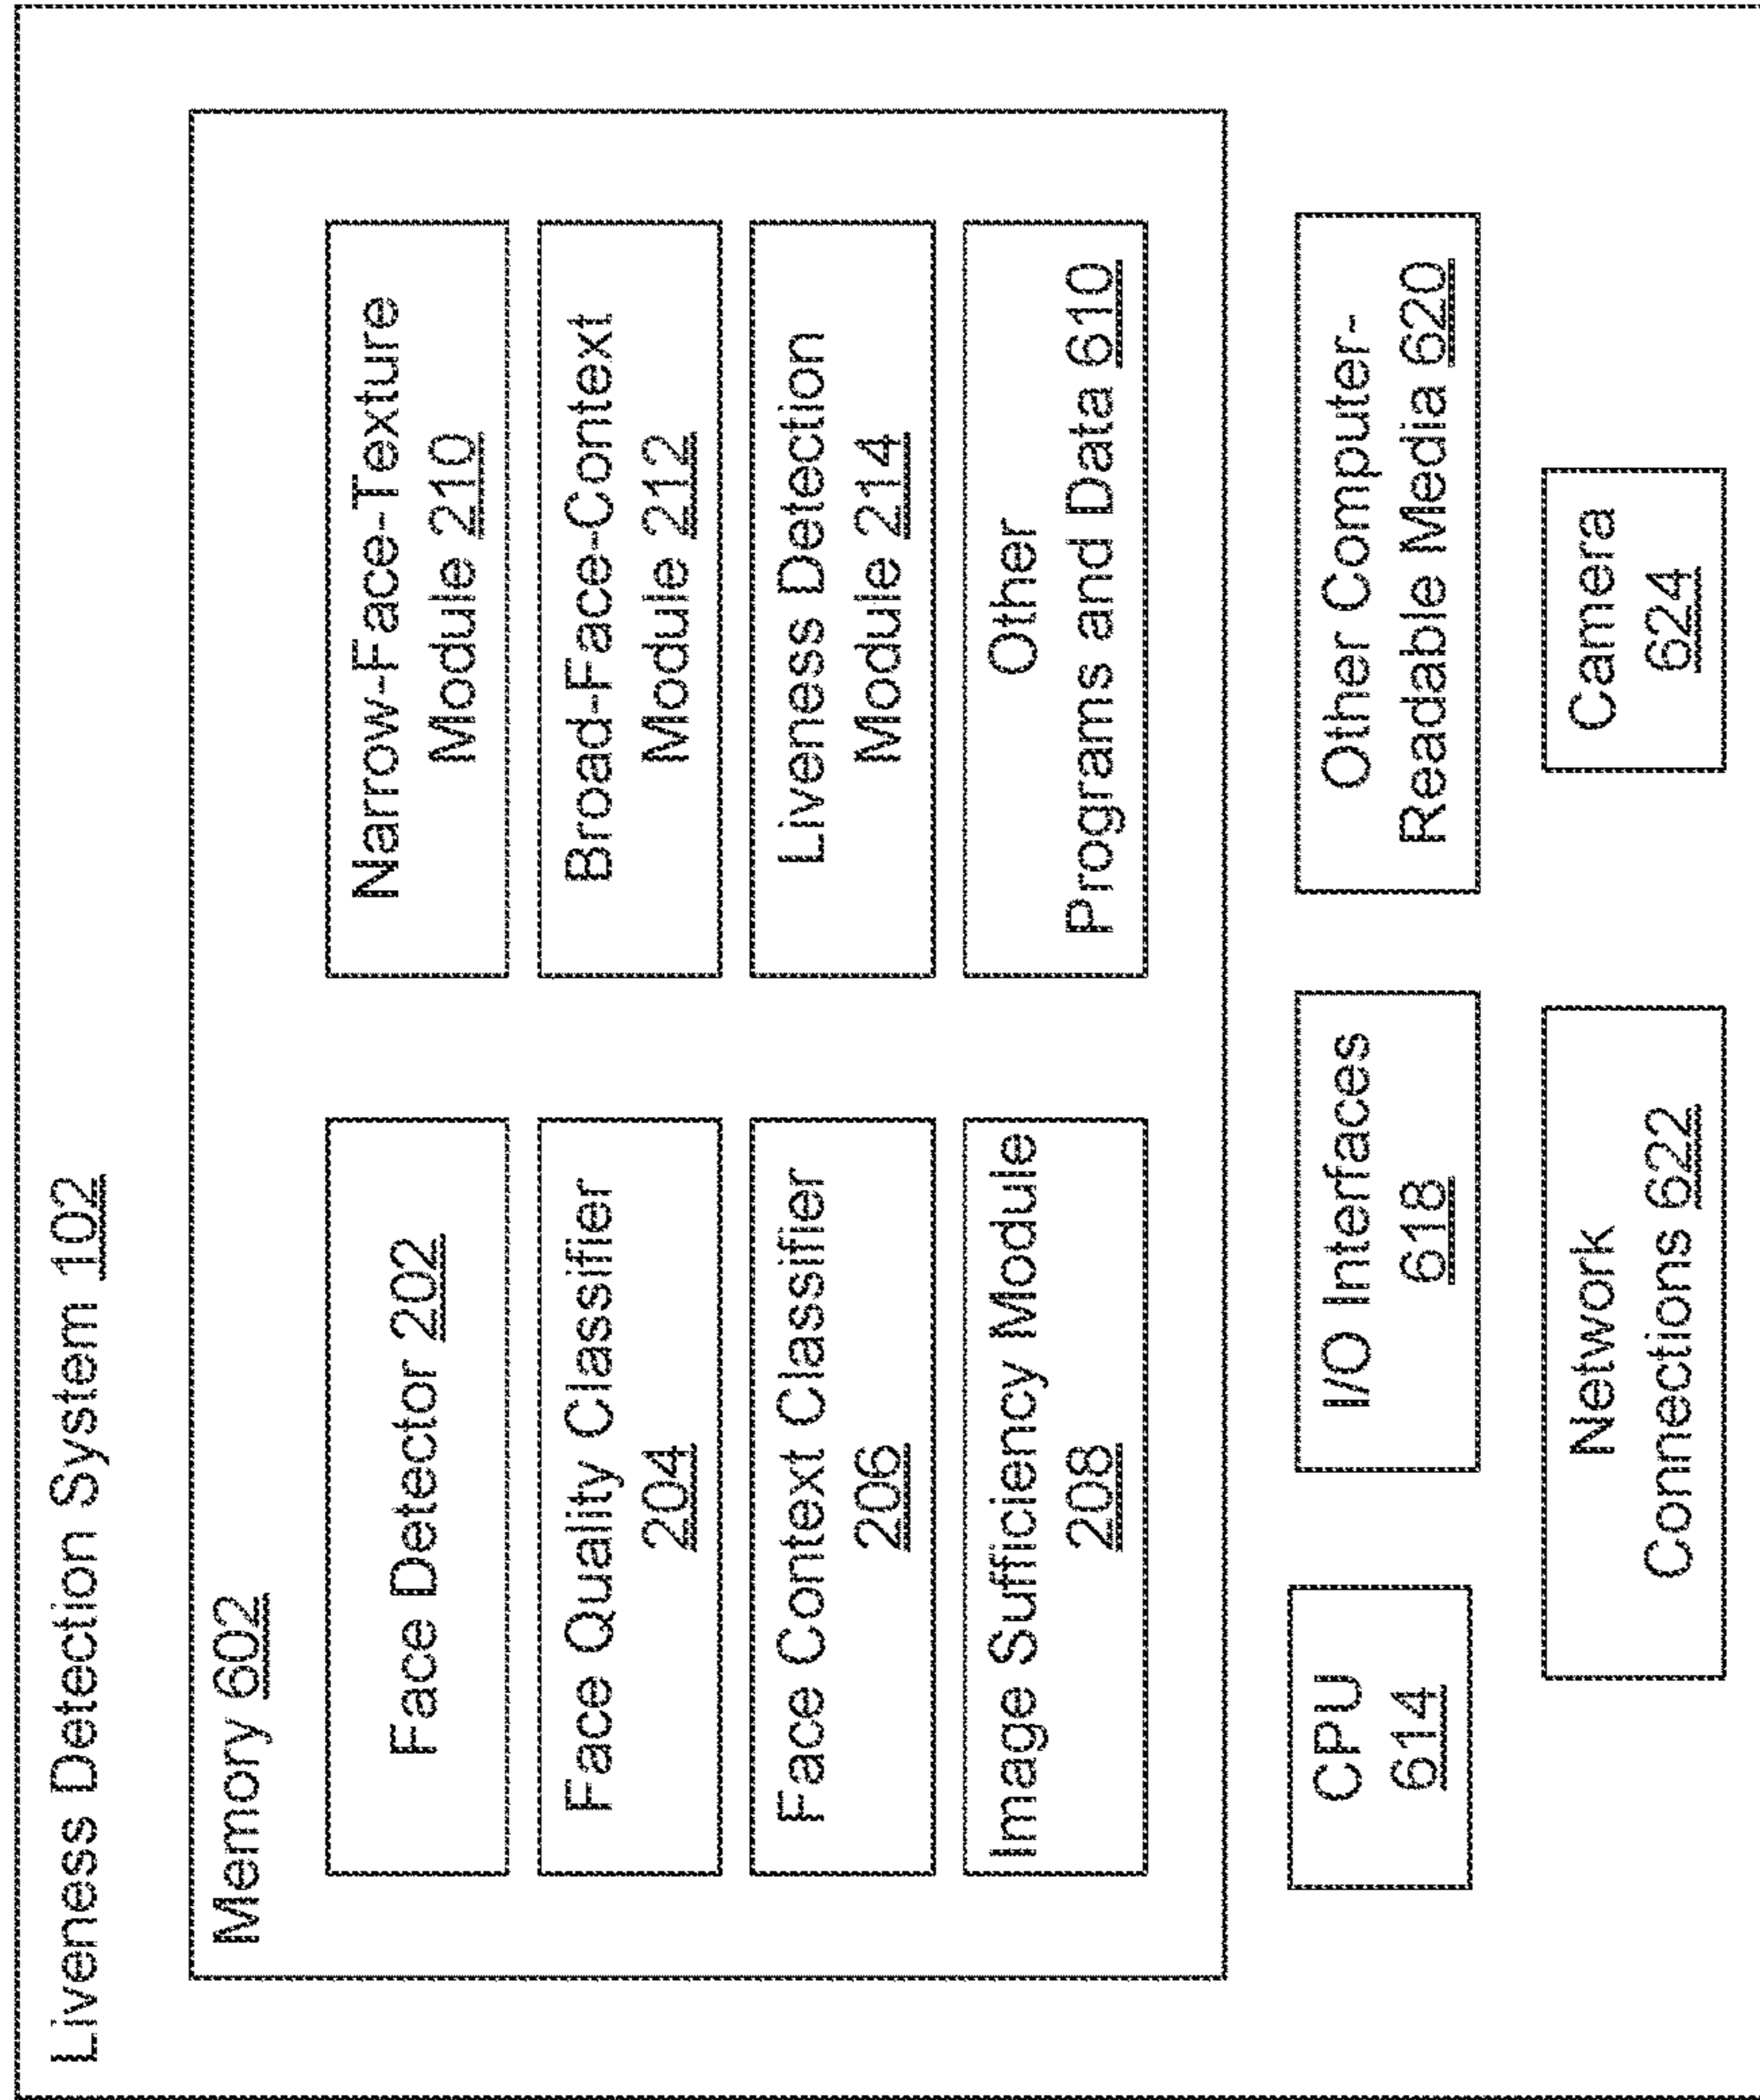 Liveness Detection System 102
Memory 602
Face Detector 202
Face Quality Classifier
204
Face Context Classifier
206
Image Sufficiency Module
208
Narrow-Face-Texture
Module 210
Broad-Face-Context
Module 212
Liveness Detection
Module 214
Other
Programs and Data 610
CPU
614
I/O Interfaces
618
Other Computer-
Readable Media 620
Network
Connections 622
Camera
624